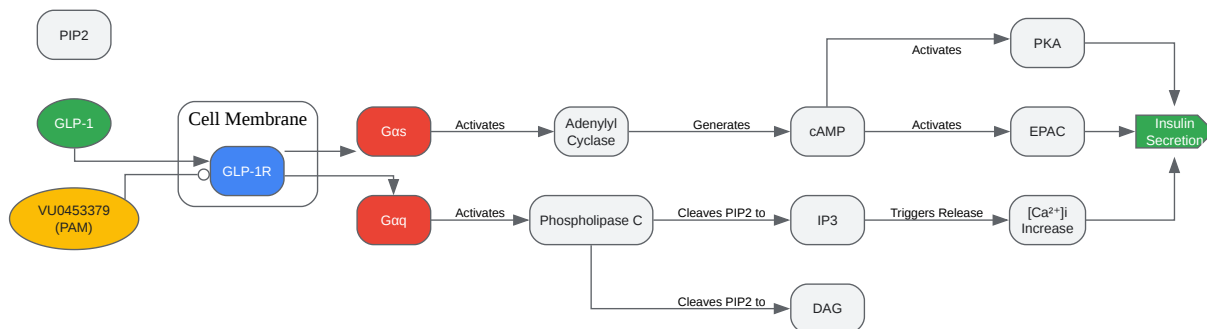 PIP2
GLP-1
VU0453379
(PAM)
Cell Membrane
GLP-1R
Gαs
Gαq
Activates
Activates
Adenylyl
Cyclase
Phospholipase C
Generates
Cleaves PIP2 to
Cleaves PIP2 to
cAMP
IP3
DAG
Activates
Activates
Triggers Release
PKA
EPAC
[Ca²⁺]i
Increase
Insulin
Secretion